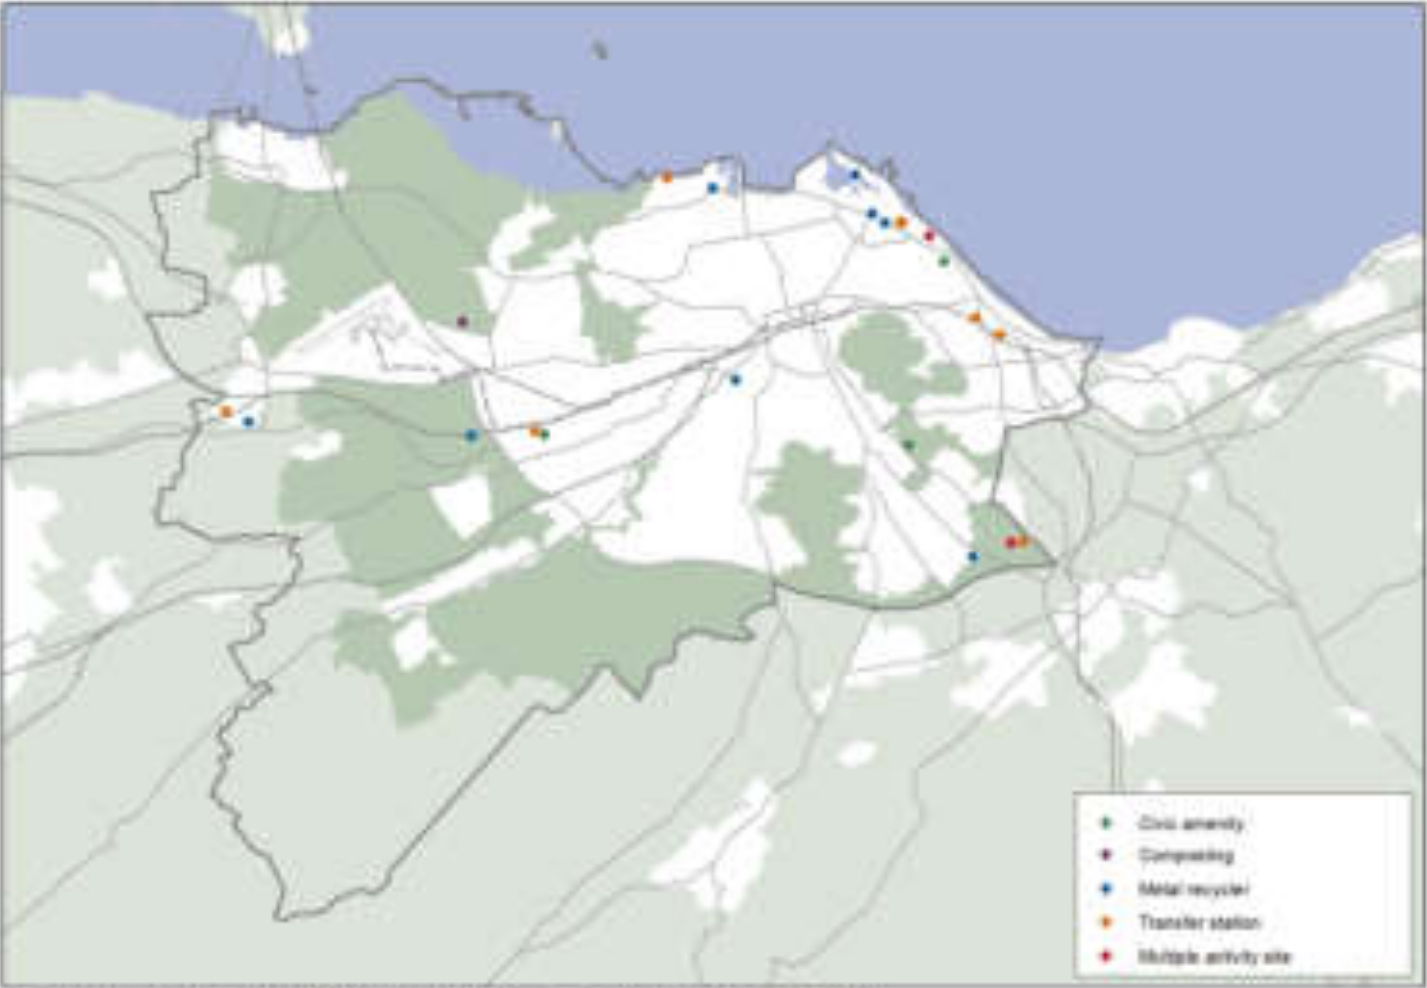 Civic amenity
Composting
Metal recycler
Transfer station
Multiple activity site